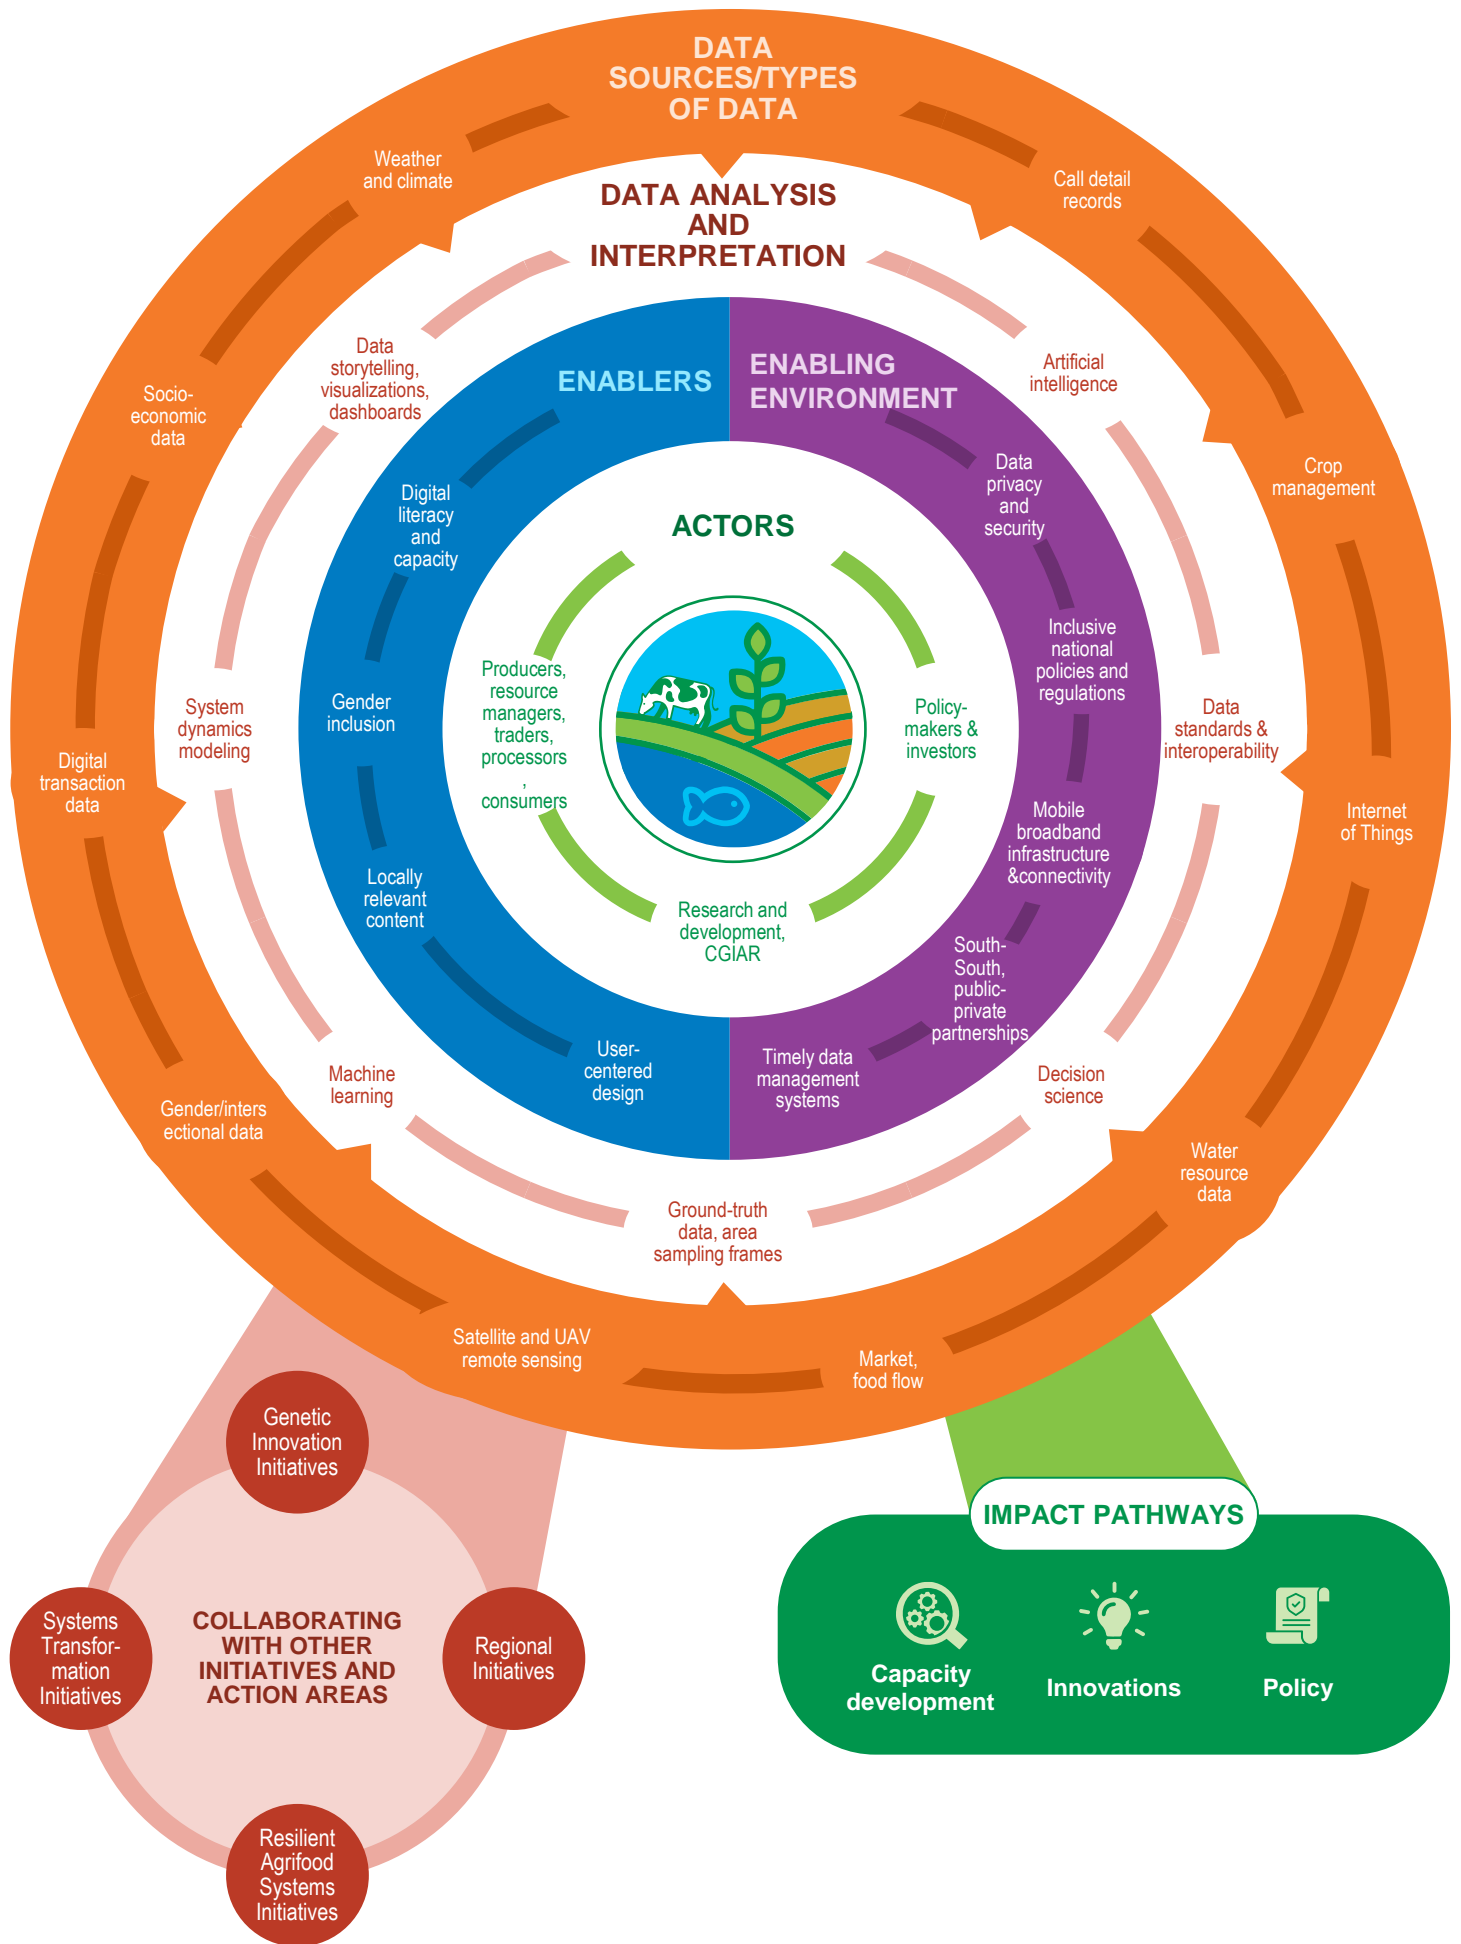 DATA
SOURCES/TYPES
OF DATA
Weather
and climate
Call detail
records
Crop
management
Internet
of Things
Water
resource
data
Market,
food flow
Satellite and UAV
remote sensing
Gender/inters
ectional data
Digital
transaction
data
Socio-
economic
data
DATA ANALYSIS
AND
INTERPRETATION
Artificial
intelligence
Data
standards &
interoperability
Decision
science
Ground-truth
data, area
sampling frames
Machine
learning
System
dynamics
modeling
Data
storytelling,
visualizations,
dashboards
ENABLERS
Digital
literacy
and
capacity
Gender
inclusion
Locally
relevant
content
User-
centered
design
ENABLING
ENVIRONMENT
Data
privacy
and
security
Inclusive
national
policies and
regulations
Mobile
broadband
infrastructure
&connectivity
South-
South,
public-
private
partnerships
Timely data
management
systems
ACTORS
Producers,
resource
managers,
traders,
processors
,
consumers
Policy-
makers &
investors
Research and
development,
CGIAR
Genetic
Innovation
Initiatives
Systems
Transfor-
mation
Initiatives
COLLABORATING
WITH OTHER
INITIATIVES AND
ACTION AREAS
Regional
Initiatives
Resilient
Agrifood
Systems
Initiatives
IMPACT PATHWAYS
Capacity
development
Innovations
Policy